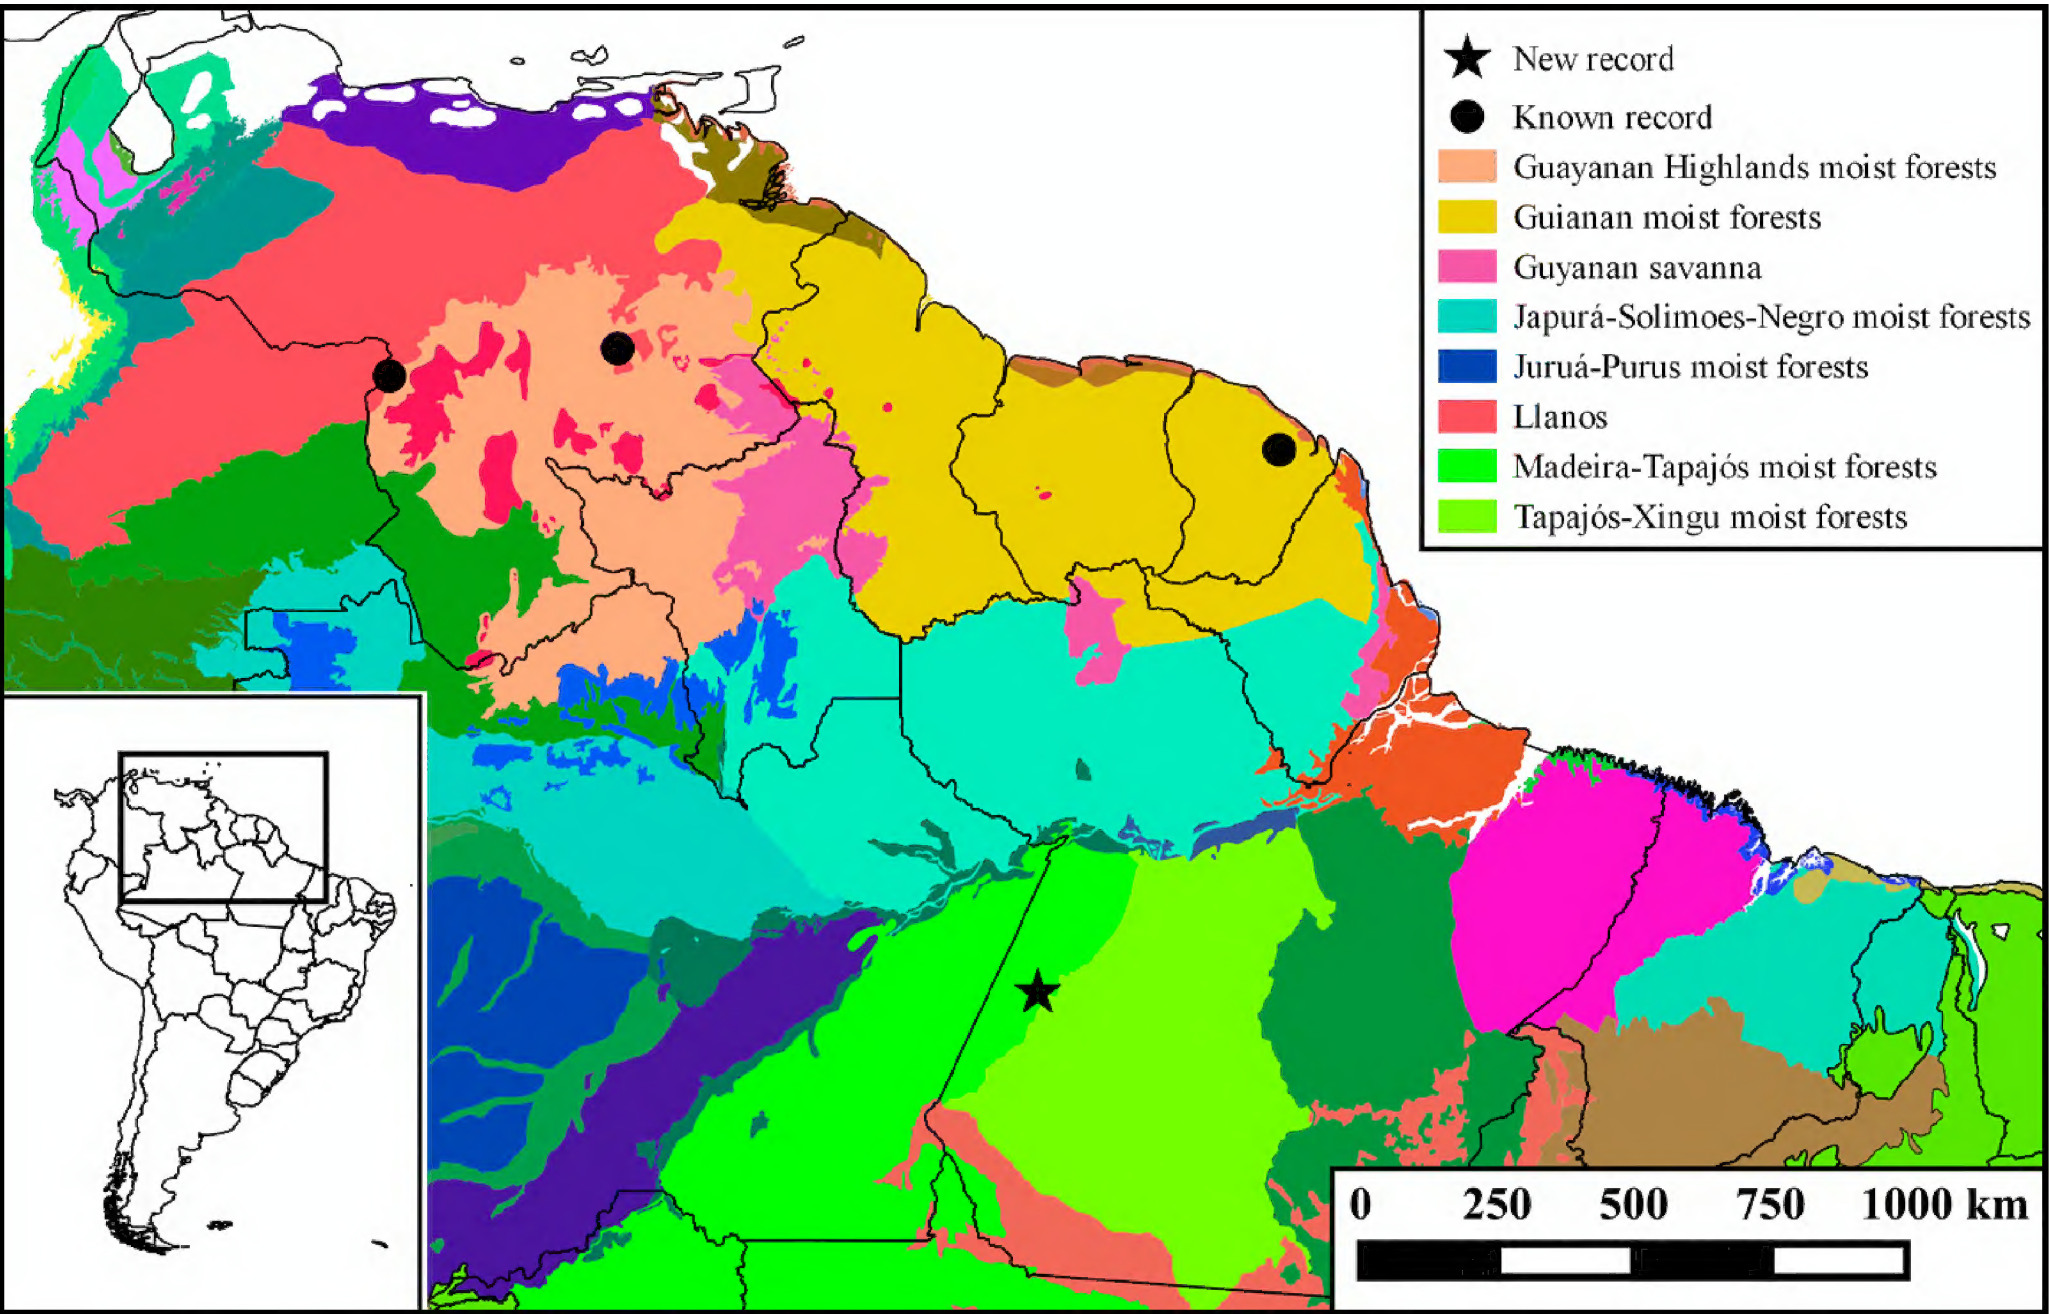 New record
Known record
Guayanan Highlands moist forests
Guianan moist forests
Guyanan savanna
Japurá-Solimoes-Negro moist forests
Juruá-Purus moist forests
Llanos
Madeira-Tapajós moist forests
Tapajós-Xingu moist forests
0 250 500 750 1000 km